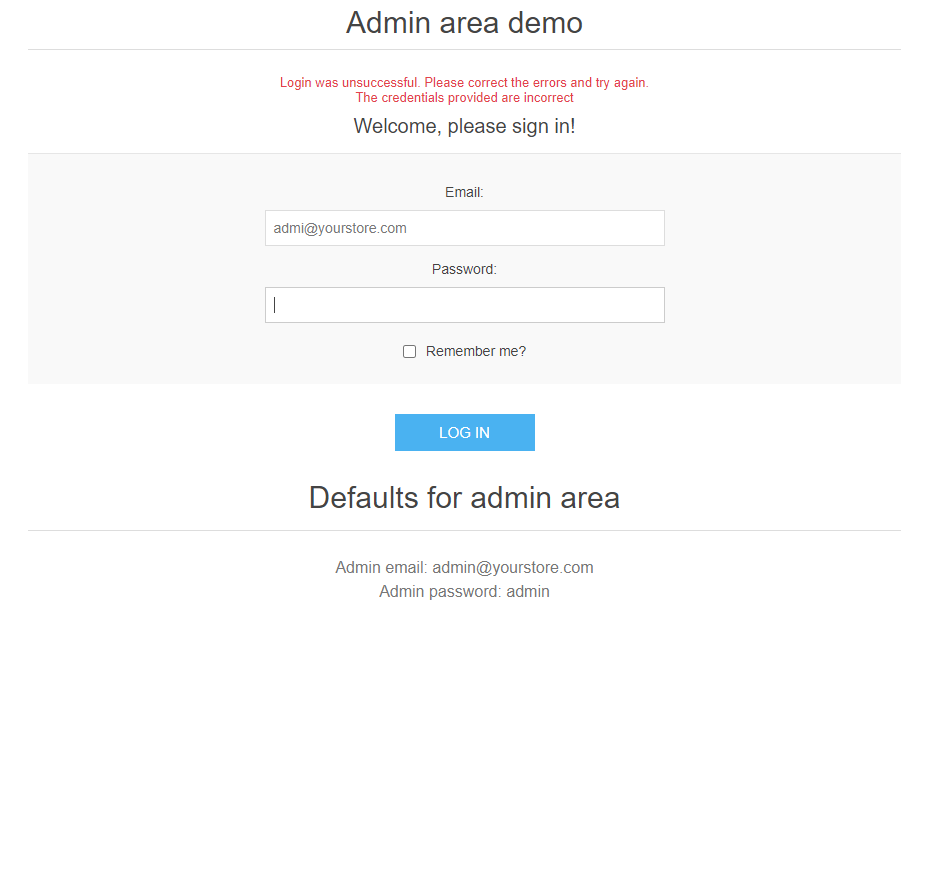 Admin area demo
Login was unsuccessful. Please correct the errors and try again.
The credentials provided are incorrect
Welcome, please sign in!
Email:
admi@yourstore.com
Password:
Remember me?
LOG IN
Defaults for admin area
Admin email: admin@yourstore.com
Admin password: admin